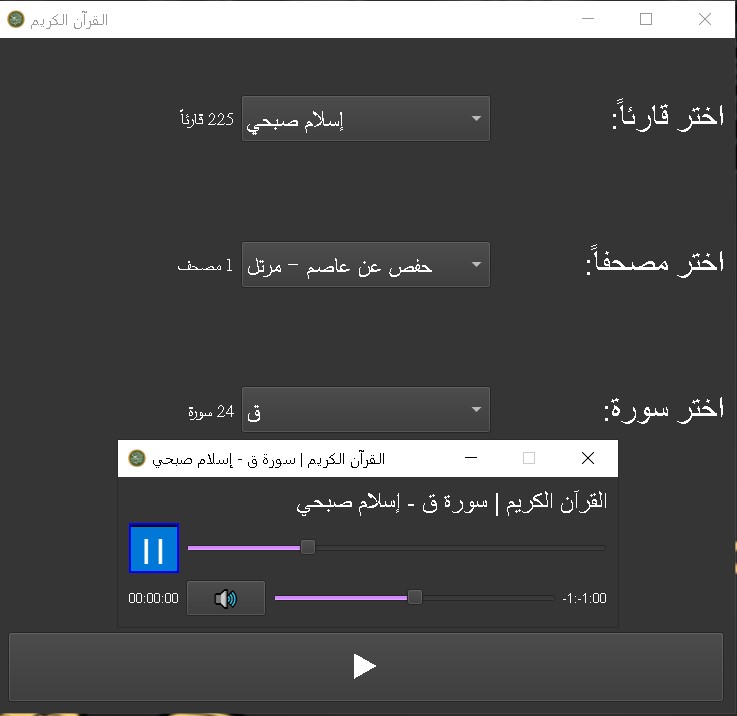 القرآن الكريم
اختر قارئاً:
إسلام صبحي
225 قارئاً
اختر مصحفاً:
حفص عن عاصم - مرتل
1 مصحف
اختر سورة:
ق
24 سورة
القرآن الكريم | سورة ق - إسلام صبحي
القرآن الكريم | سورة ق - إسلام صبحي
00:00:00
-1:-1:00